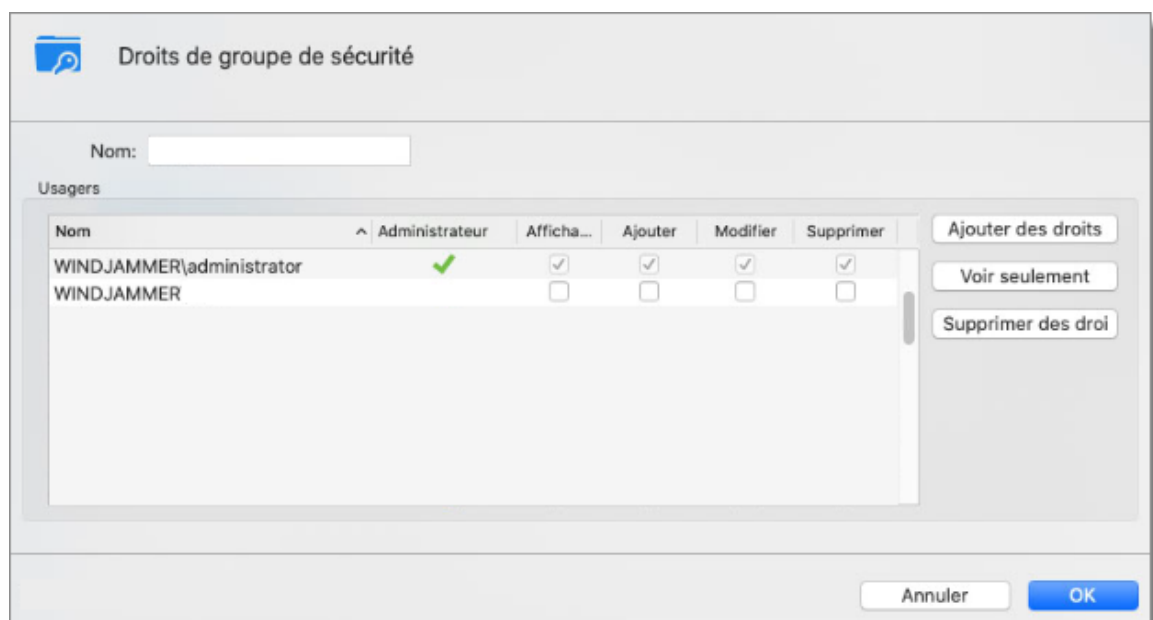 Droits de groupe de sécurité
Nom:
Usagers
Nom Administrateur Afficha... Ajouter Modifier Supprimer
Ajouter des droits
WINDJAMMER\administrator
Voir seulement
WINDJAMMER
Supprimer des droi
Annuler OK